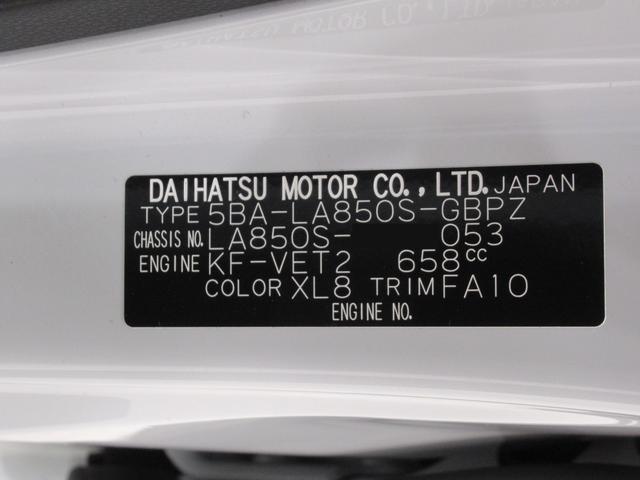 DAIHATSU MOTOR CO.,LTD. JAPAN
TYPE 5BA-LA850S-GBPZ
CHASSIS NO. LA850S- 053
ENGINE KF-VET2 658CC
COLOR XL8 TRIM FA10
ENGINE NO.